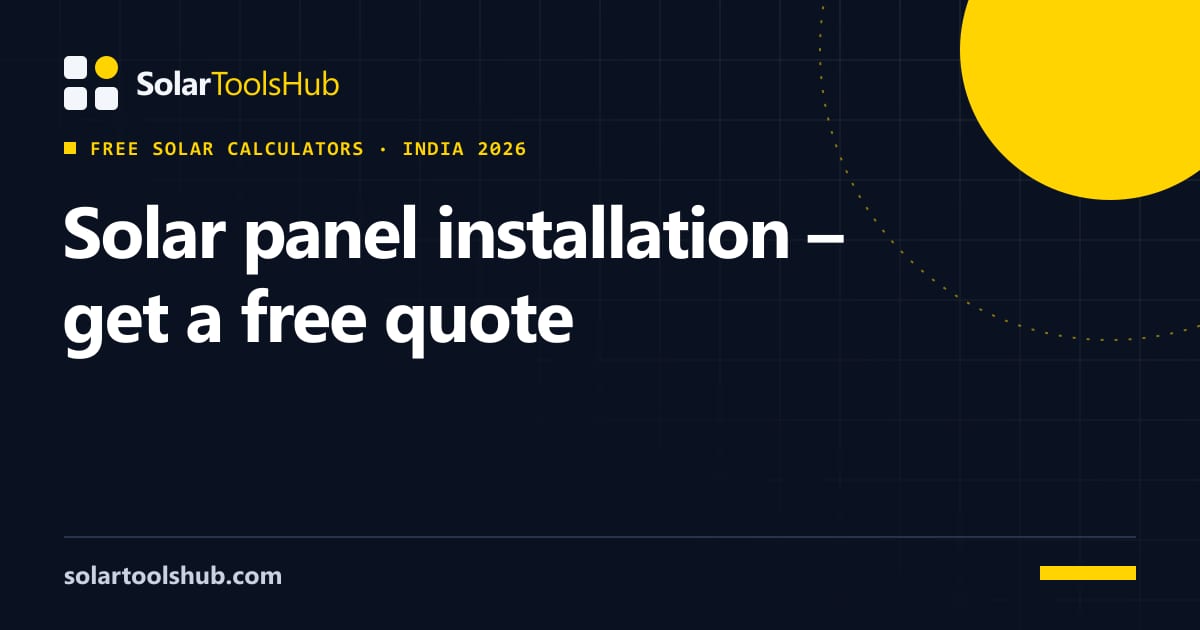 SolarToolsHub
FREE SOLAR CALCULATORS · INDIA 2026
Solar panel installation –
get a free quote
solartoolshub.com